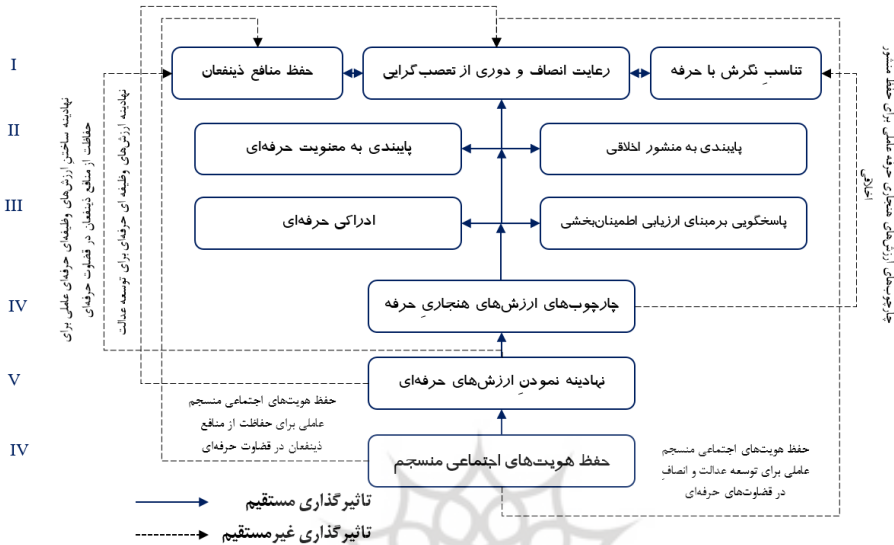 I
حفظ منافع ذینفعان
رعایت انصاف و دوری از تعصب‌گرایی
تناسبِ نگرش با حرفه
II
پایبندی به معنویت حرفه‌ای
پایبندی به منشور اخلاقی
III
ادراکی حرفه‌ای
پاسخگویی برمبنای ارزیابی اطمینان‌بخشی
IV
چارچوب‌های ارزش‌های هنجاریِ حرفه
V
نهادینه نمودنِ ارزش‌های حرفه‌ای
IV
حفظ هویت‌های اجتماعی منسجم
نهادینه ساختن ارزش‌های وظیفه‌ای حرفه‌ای عاملی برای
حفاظت از منافع ذینفعان در قضاوت حرفه‌ای
نهادینه ارزش‌های وظیفه ای حرفه‌ای برای توسعه عدالت
چارچوب‌های ارزش‌های هنجاری حرفه عاملی برای حفظ منشور
اخلاقی
حفظ هویت‌های اجتماعی منسجم
عاملی برای حفاظت از منافع
ذینفعان در قضاوت حرفه‌ای
حفظ هویت‌های اجتماعی منسجم
عاملی برای توسعه عدالت و انصافِ
در قضاوت‌های حرفه‌ای
تاثیرگذاری مستقیم
تاثیرگذاری غیرمستقیم